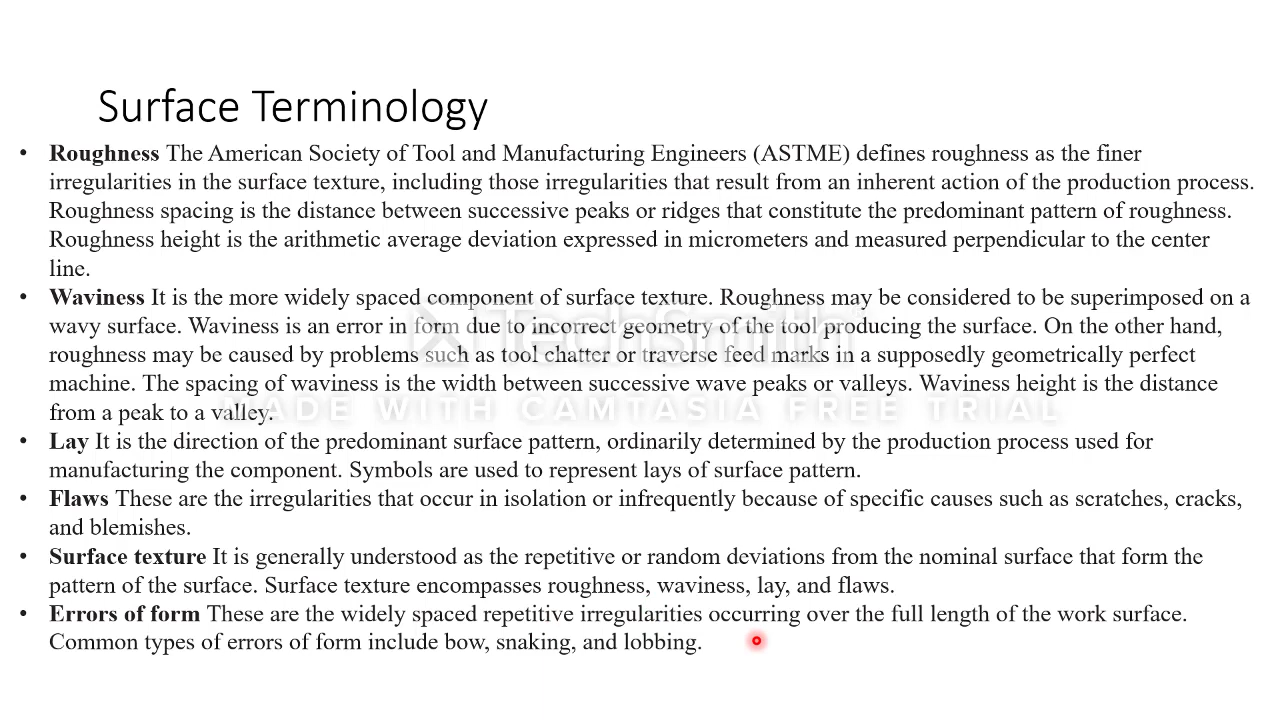 Surface Terminology
• Roughness The American Society of Tool and Manufacturing Engineers (ASTME) defines roughness as the finer
irregularities in the surface texture, including those irregularities that result from an inherent action of the production process.
Roughness spacing is the distance between successive peaks or ridges that constitute the predominant pattern of roughness.
Roughness height is the arithmetic average deviation expressed in micrometers and measured perpendicular to the center
line.
• Waviness It is the more widely spaced component of surface texture. Roughness may be considered to be superimposed on a
wavy surface. Waviness is an error in form due to incorrect geometry of the tool producing the surface. On the other hand,
roughness may be caused by problems such as tool chatter or traverse feed marks in a supposedly geometrically perfect
machine. The spacing of waviness is the width between successive wave peaks or valleys. Waviness height is the distance
from a peak to a valley.
TechSmith
MADE WITH CAMTASIA FREE TRIAL
• Lay It is the direction of the predominant surface pattern, ordinarily determined by the production process used for
manufacturing the component. Symbols are used to represent lays of surface pattern.
• Flaws These are the irregularities that occur in isolation or infrequently because of specific causes such as scratches, cracks,
and blemishes.
• Surface texture It is generally understood as the repetitive or random deviations from the nominal surface that form the
pattern of the surface. Surface texture encompasses roughness, waviness, lay, and flaws.
• Errors of form These are the widely spaced repetitive irregularities occurring over the full length of the work surface.
Common types of errors of form include bow, snaking, and lobbing.